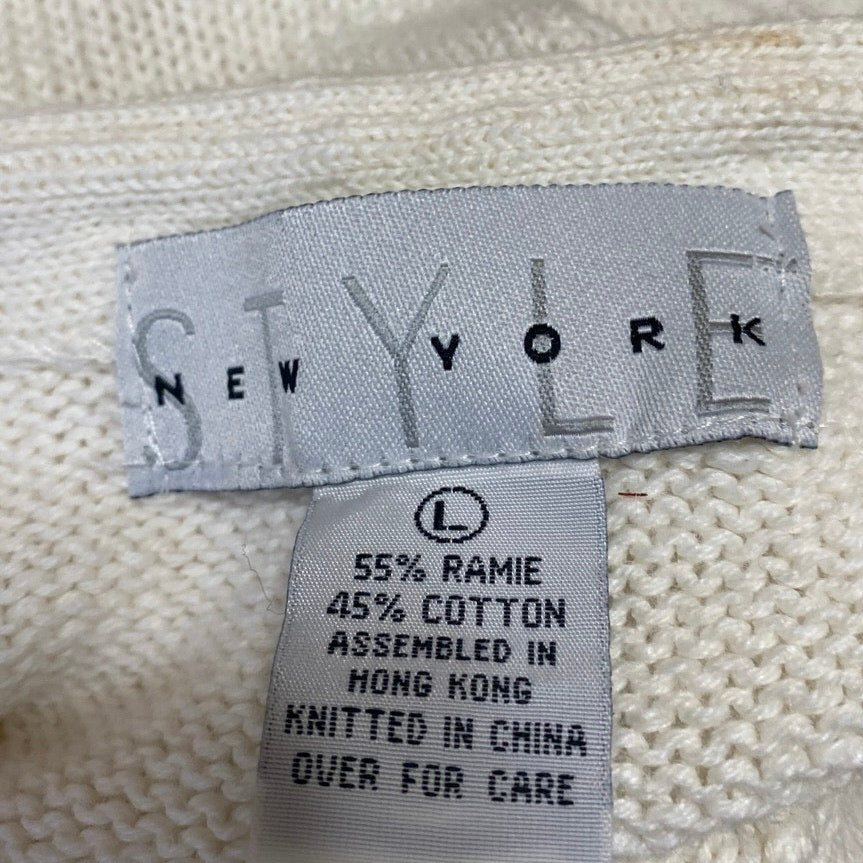 STYLE
NEW YORK
L
55% RAMIE
45% COTTON
ASSEMBLED IN
HONG KONG
KNITTED IN CHINA
OVER FOR CARE